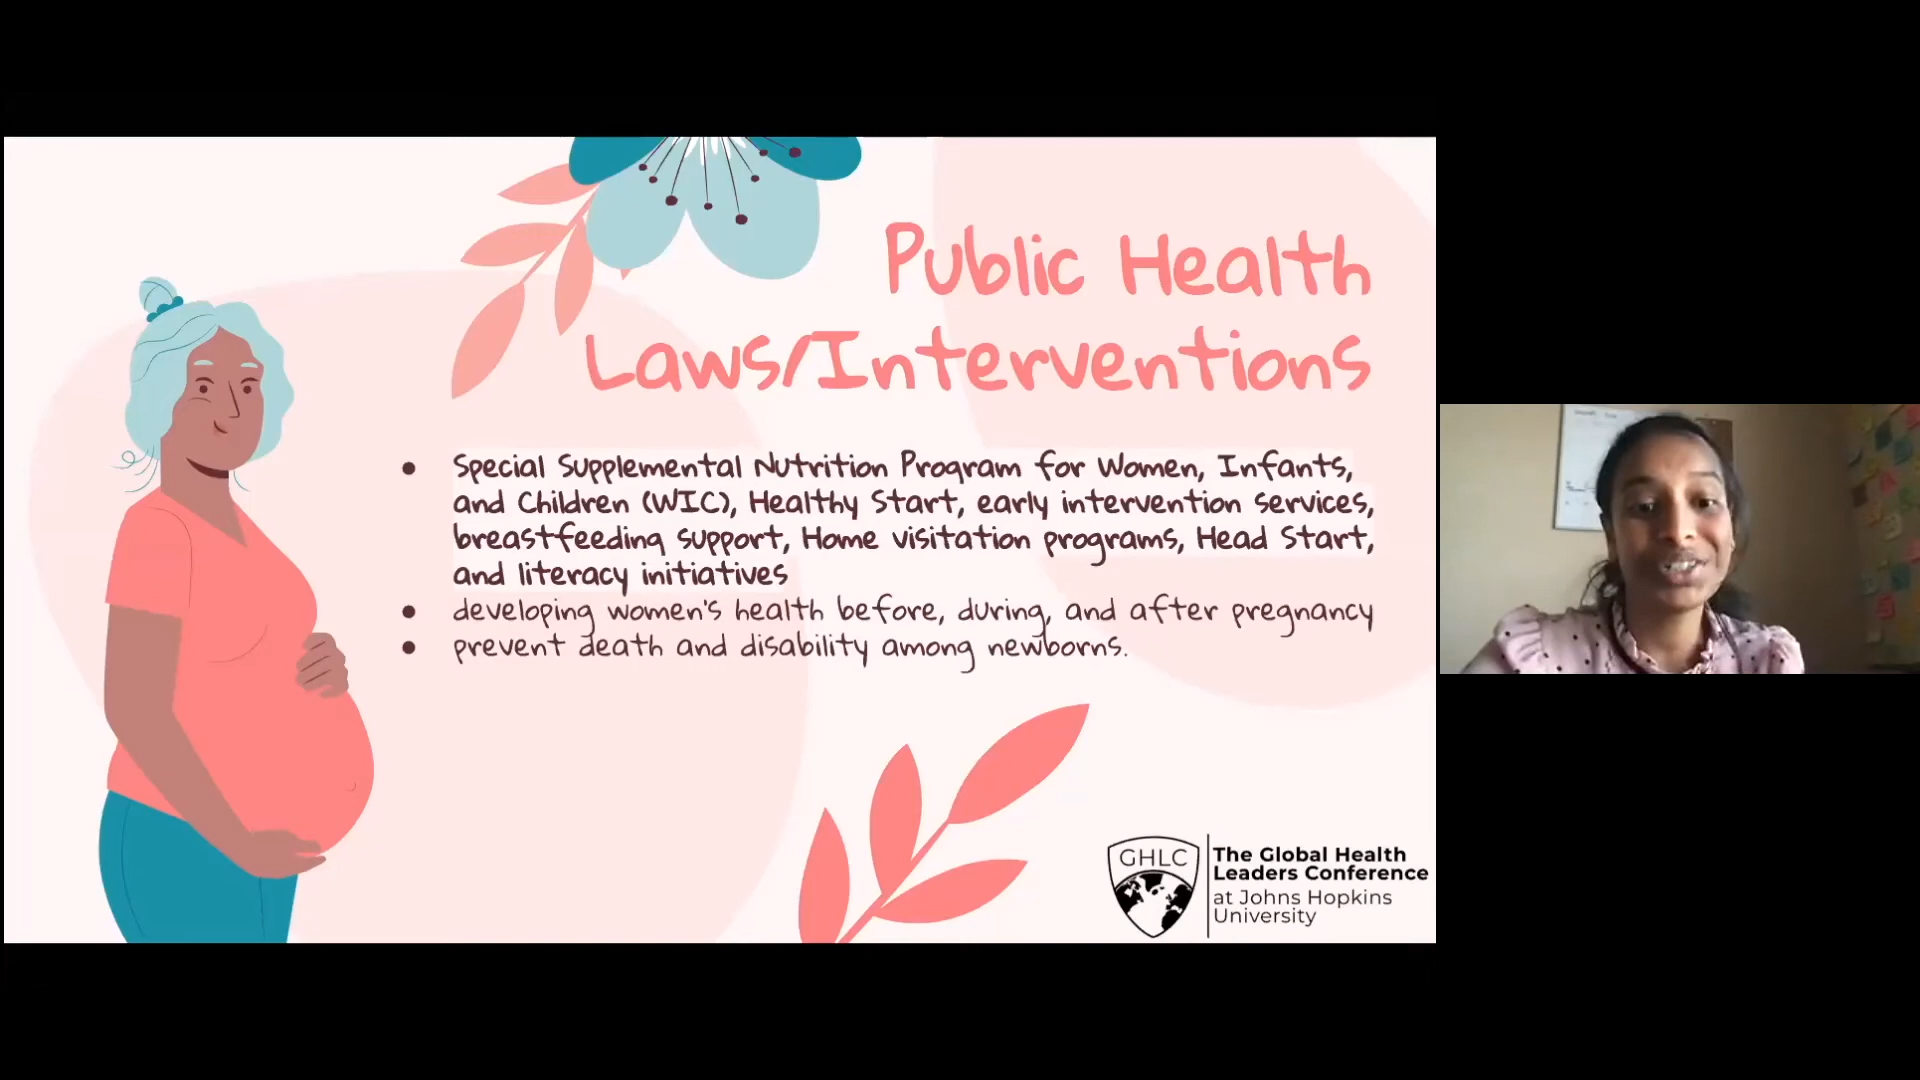 Public Health
Laws/Interventions
● Special Supplemental Nutrition Program for Women, Infants,
and Children (WIC), Healthy Start, early intervention services,
breastfeeding support, Home visitation programs, Head Start,
and literacy initiatives
● developing women's health before, during, and after pregnancy
● prevent death and disability among newborns.
GHLC
The Global Health
Leaders Conference
at Johns Hopkins
University